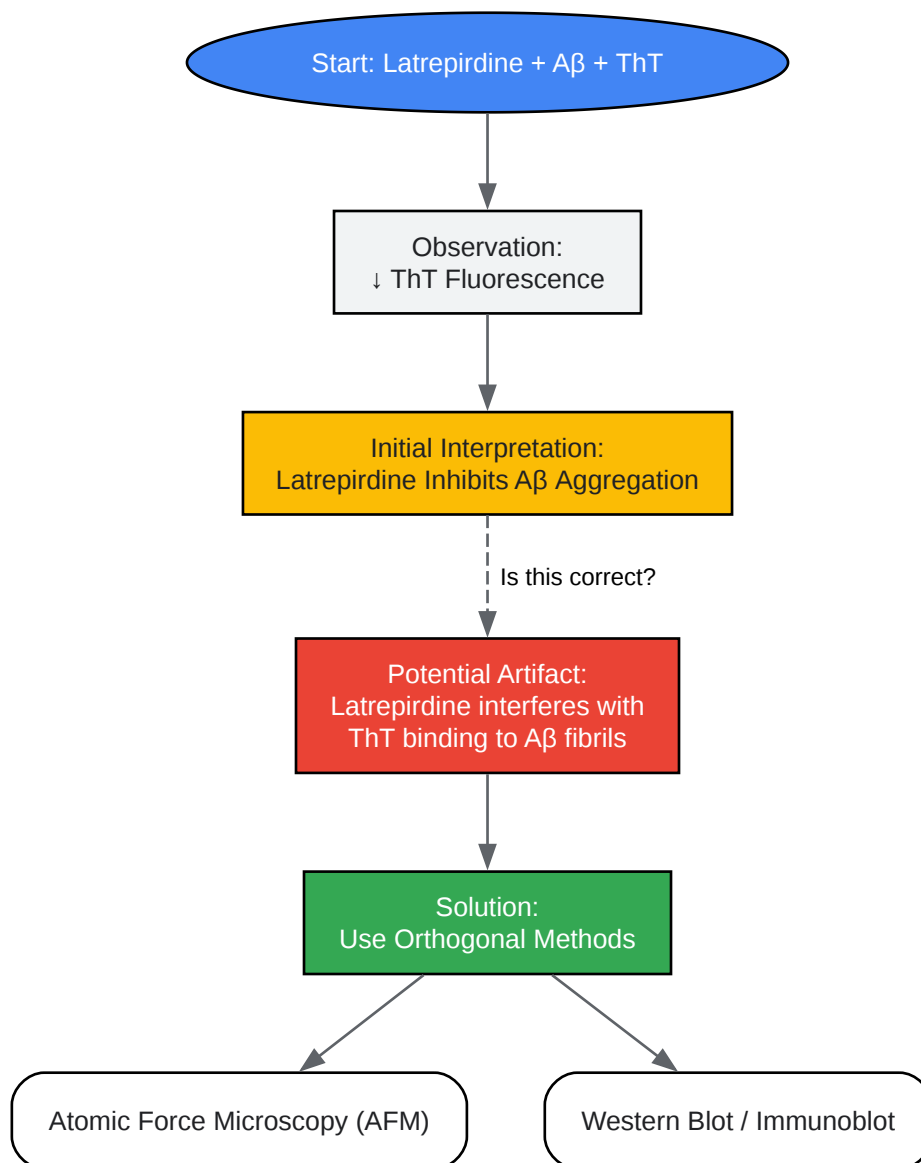 Start: Latrepirdine + Aβ + ThT
Observation:
↓ ThT Fluorescence
Initial Interpretation:
Latrepirdine Inhibits Aβ Aggregation
Is this correct?
Potential Artifact:
Latrepirdine interferes with
ThT binding to Aβ fibrils
Solution:
Use Orthogonal Methods
Atomic Force Microscopy (AFM)
Western Blot / Immunoblot